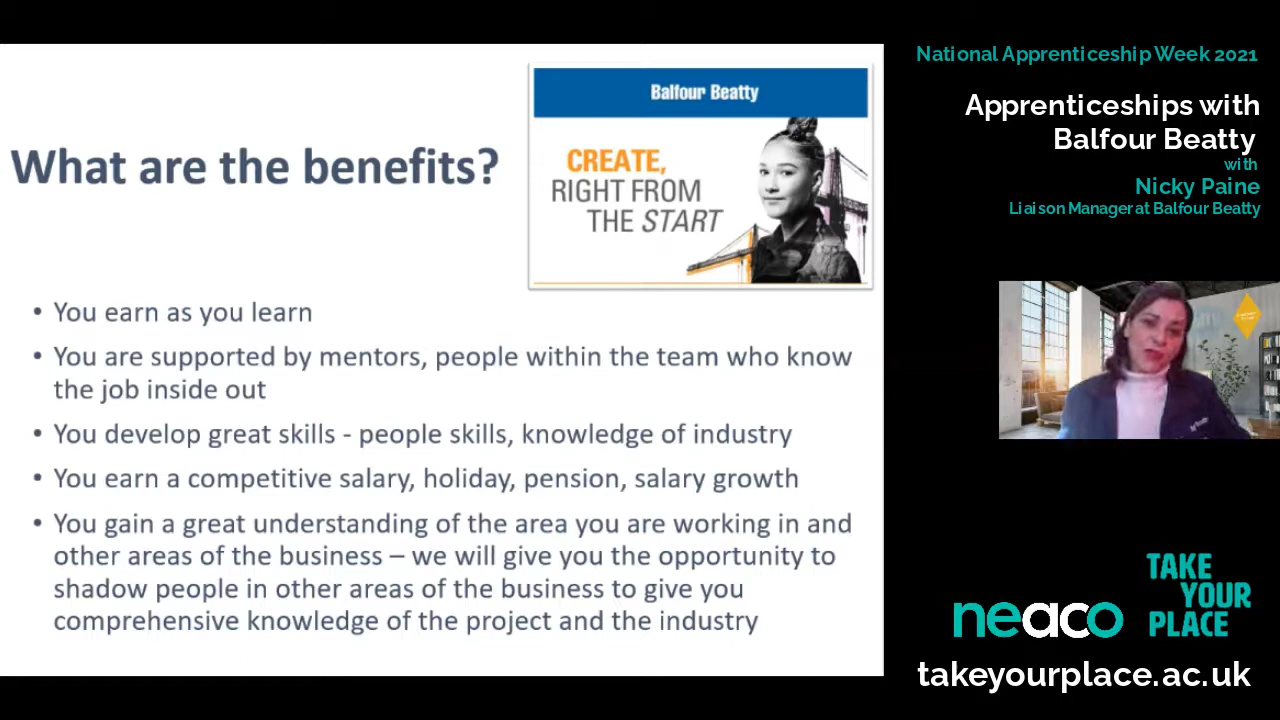 What are the benefits?
Balfour Beatty
CREATE,
RIGHT FROM
THE START
• You earn as you learn
• You are supported by mentors, people within the team who know
the job inside out
• You develop great skills - people skills, knowledge of industry
• You earn a competitive salary, holiday, pension, salary growth
• You gain a great understanding of the area you are working in and
other areas of the business – we will give you the opportunity to
shadow people in other areas of the business to give you
comprehensive knowledge of the project and the industry
National Apprenticeship Week 2021
Apprenticeships with
Balfour Beatty
with
Nicky Paine
Liaison Manager at Balfour Beatty
neaco
TAKE
YOUR
PLACE
takeyourplace.ac.uk